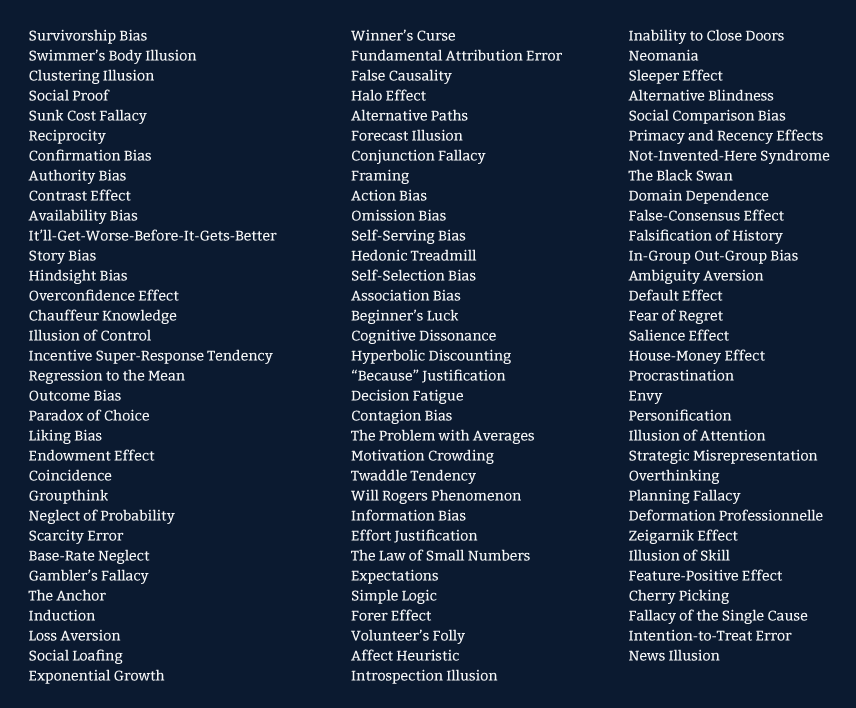 Survivorship Bias
Swimmer’s Body Illusion
Clustering Illusion
Social Proof
Sunk Cost Fallacy
Reciprocity
Confirmation Bias
Authority Bias
Contrast Effect
Availability Bias
It’ll-Get-Worse-Before-It-Gets-Better
Story Bias
Hindsight Bias
Overconfidence Effect
Chauffeur Knowledge
Illusion of Control
Incentive Super-Response Tendency
Regression to the Mean
Outcome Bias
Paradox of Choice
Liking Bias
Endowment Effect
Coincidence
Groupthink
Neglect of Probability
Scarcity Error
Base-Rate Neglect
Gambler’s Fallacy
The Anchor
Induction
Loss Aversion
Social Loafing
Exponential Growth
Winner’s Curse
Fundamental Attribution Error
False Causality
Halo Effect
Alternative Paths
Forecast Illusion
Conjunction Fallacy
Framing
Action Bias
Omission Bias
Self-Serving Bias
Hedonic Treadmill
Self-Selection Bias
Association Bias
Beginner’s Luck
Cognitive Dissonance
Hyperbolic Discounting
“Because” Justification
Decision Fatigue
Contagion Bias
The Problem with Averages
Motivation Crowding
Twaddle Tendency
Will Rogers Phenomenon
Information Bias
Effort Justification
The Law of Small Numbers
Expectations
Simple Logic
Forer Effect
Volunteer’s Folly
Affect Heuristic
Introspection Illusion
Inability to Close Doors
Neomania
Sleeper Effect
Alternative Blindness
Social Comparison Bias
Primacy and Recency Effects
Not-Invented-Here Syndrome
The Black Swan
Domain Dependence
False-Consensus Effect
Falsification of History
In-Group Out-Group Bias
Ambiguity Aversion
Default Effect
Fear of Regret
Salience Effect
House-Money Effect
Procrastination
Envy
Personification
Illusion of Attention
Strategic Misrepresentation
Overthinking
Planning Fallacy
Deformation Professionnelle
Zeigarnik Effect
Illusion of Skill
Feature-Positive Effect
Cherry Picking
Fallacy of the Single Cause
Intention-to-Treat Error
News Illusion